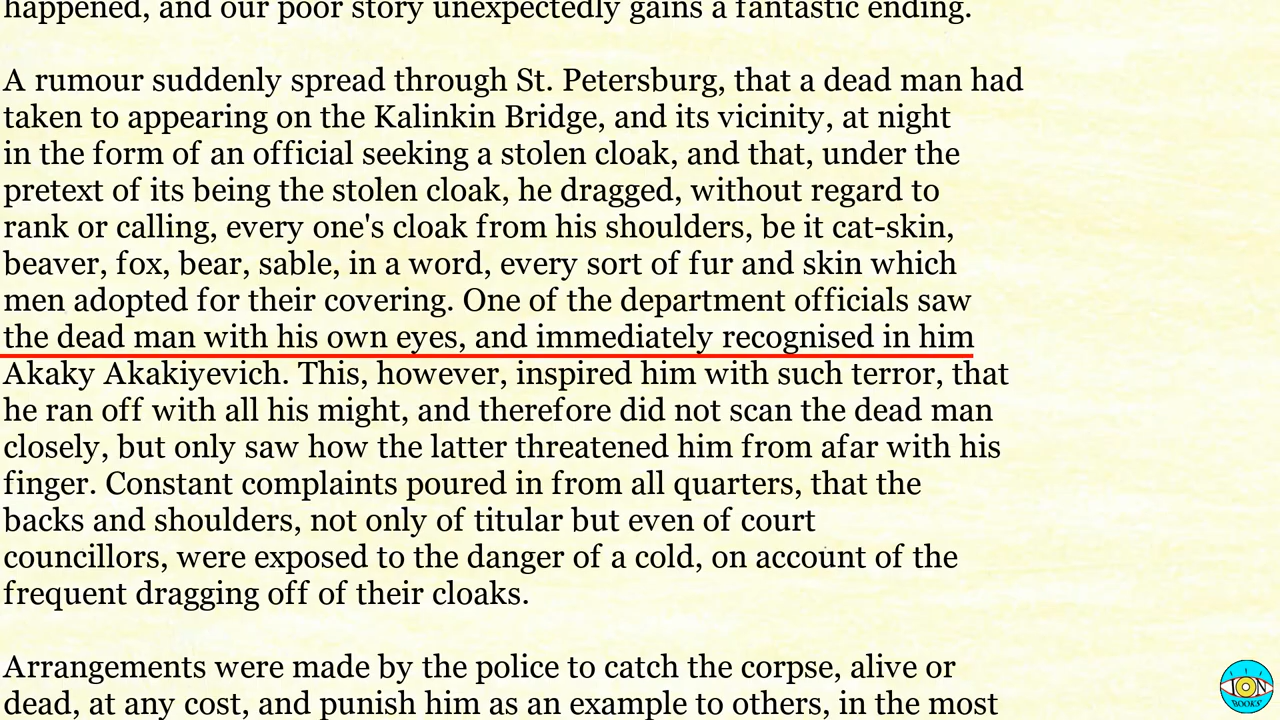 happened, and our poor story unexpectedly gains a fantastic ending.
A rumour suddenly spread through St. Petersburg, that a dead man had
taken to appearing on the Kalinkin Bridge, and its vicinity, at night
in the form of an official seeking a stolen cloak, and that, under the
pretext of its being the stolen cloak, he dragged, without regard to
rank or calling, every one's cloak from his shoulders, be it cat-skin,
beaver, fox, bear, sable, in a word, every sort of fur and skin which
men adopted for their covering. One of the department officials saw
the dead man with his own eyes, and immediately recognised in him
Akaky Akakiyevich. This, however, inspired him with such terror, that
he ran off with all his might, and therefore did not scan the dead man
closely, but only saw how the latter threatened him from afar with his
finger. Constant complaints poured in from all quarters, that the
backs and shoulders, not only of titular but even of court
councillors, were exposed to the danger of a cold, on account of the
frequent dragging off of their cloaks.
Arrangements were made by the police to catch the corpse, alive or
dead, at any cost, and punish him as an example to others, in the most
ION
BOOKS